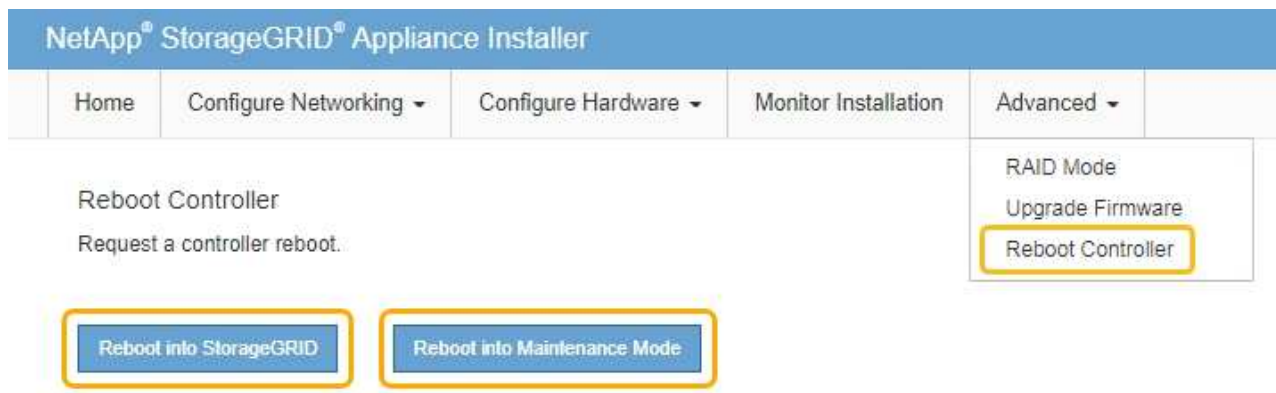 NetApp® StorageGRID® Appliance Installer
Home Configure Networking Configure Hardware Monitor Installation Advanced
RAID Mode
Upgrade Firmware
Reboot Controller
Reboot Controller
Request a controller reboot.
Reboot into StorageGRID Reboot into Maintenance Mode